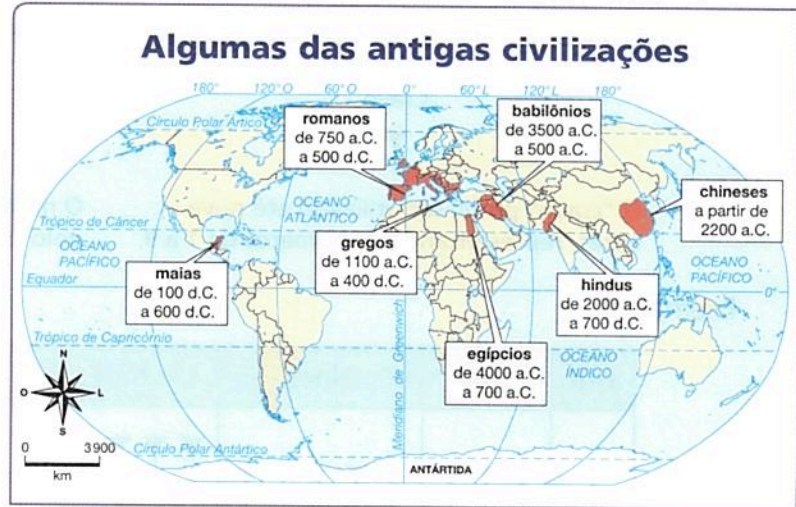 Algumas das antigas civilizações
180°
120° O
60° O
0°
60° L
120° L
180°
Círculo Polar Ártico
romanos
de 750 a.C.
a 500 d.C.
babilônios
de 3500 a.C.
a 500 a.C.
OCEANO
ATLÂNTICO
chineses
a partir de
2200 a.C.
Trópico de Câncer
OCEANO
PACÍFICO
gregos
de 1100 a.C.
a 400 d.C.
OCEANO
PACÍFICO
maias
de 100 d.C.
a 600 d.C.
hindus
de 2000 a.C.
a 700 d.C.
Equador
0°
Trópico de Capricórnio
Meridiano de Greenwich
egípcios
de 4000 a.C.
a 700 a.C.
OCEANO
ÍNDICO
N
O
L
S
0 3900
km
Círculo Polar Antártico
ANTÁRTIDA